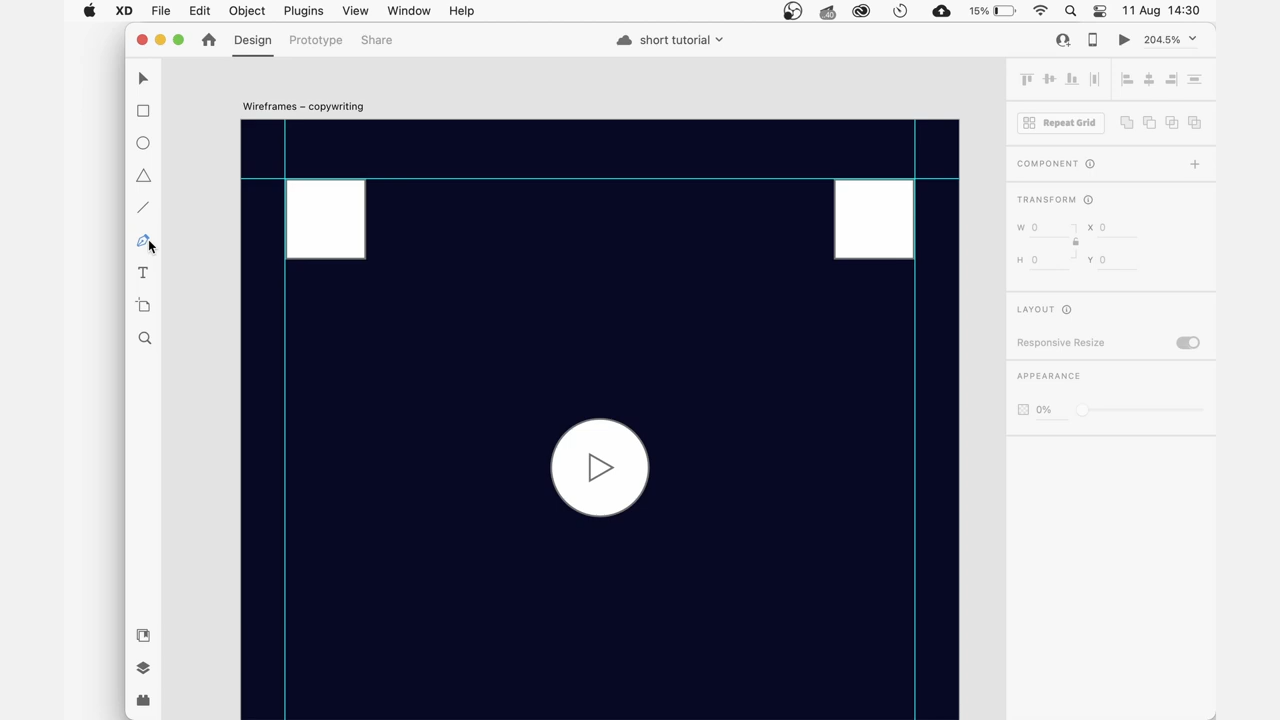 XD File Edit Object Plugins View Window Help 40 15% 11 Aug 14:30
Design Prototype Share short tutorial 204.5%
Wireframes – copywriting
Repeat Grid
COMPONENT
TRANSFORM
W 0 X 0
H 0 Y 0
T
LAYOUT
Responsive Resize
APPEARANCE
0%